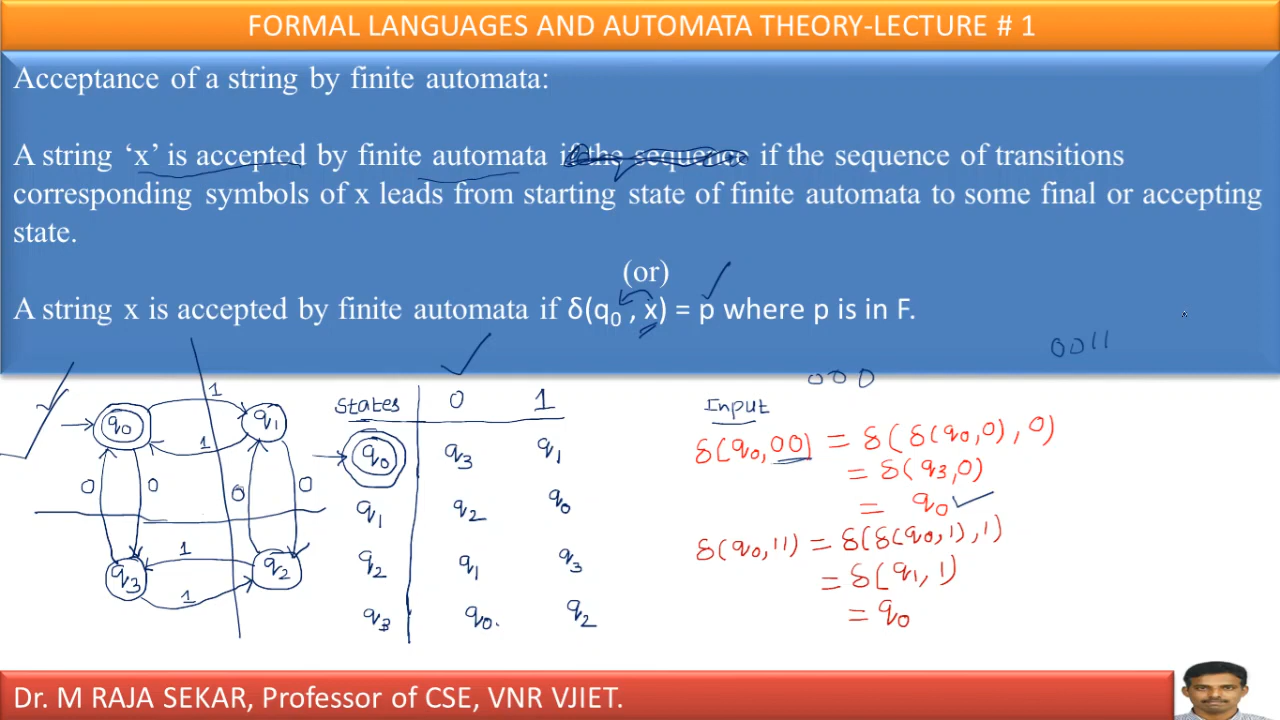 FORMAL LANGUAGES AND AUTOMATA THEORY-LECTURE # 1
Acceptance of a string by finite automata:
A string ‘x’ is accepted by finite automata if the sequence if the sequence of transitions
corresponding symbols of x leads from starting state of finite automata to some final or accepting
state.
(or)
A string x is accepted by finite automata if δ(q₀ , x) = p where p is in F.
0011
000
1
q₀ q₁
1
0 0 0 0
1
q₃ q₂
1
States 0 1
q₀ q₃ q₁
q₁ q₂ q₀
q₂ q₁ q₃
q₃ q₀. q₂
Input
δ(q₀,00) = δ(δ(q₀,0),0)
= δ(q₃,0)
= q₀
δ(q₀,11) = δ(δ(q₀,1),1)
= δ(q₁,1)
= q₀
Dr. M RAJA SEKAR, Professor of CSE, VNR VJIET.